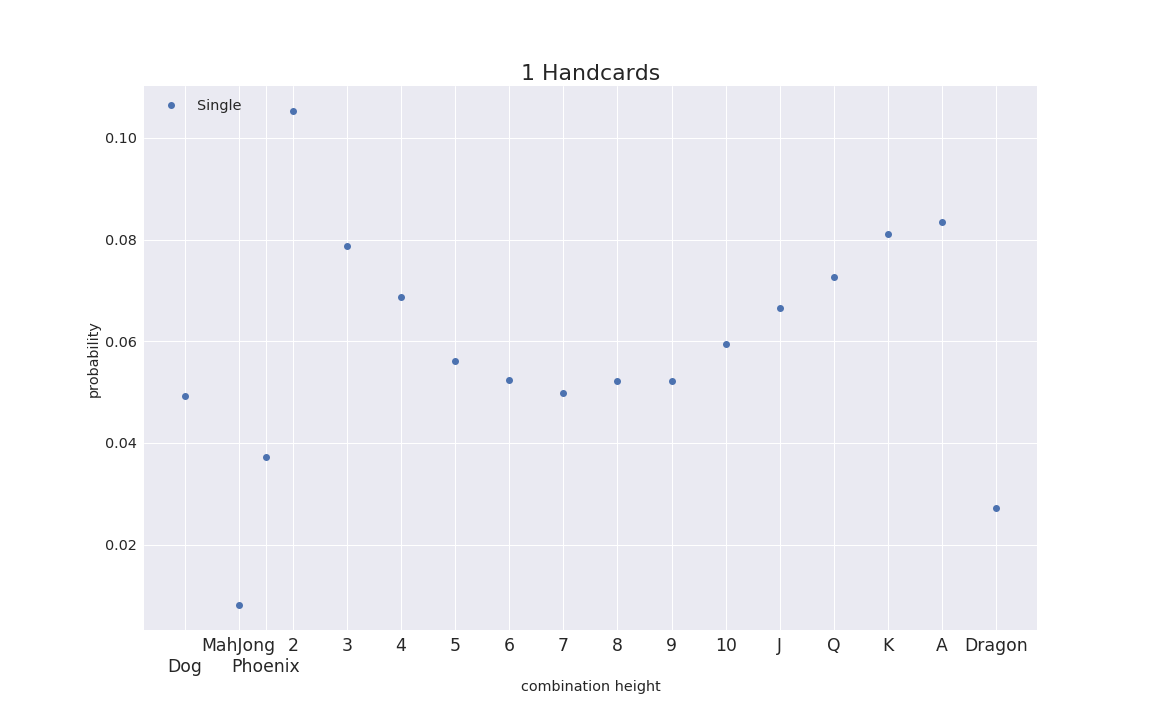 1 Handcards
Single
0.10
0.08
0.06
0.04
0.02
probability
MahJong 2 3 4 5 6 7 8 9 10 J Q K A Dragon
Dog Phoenix
combination height